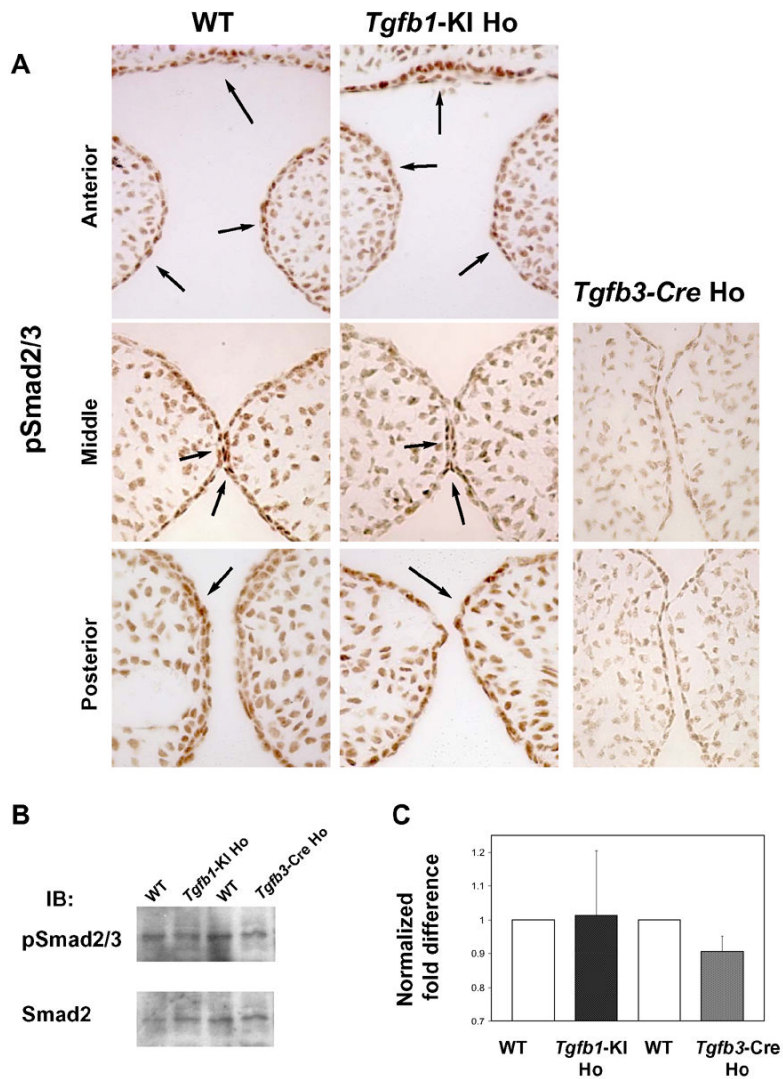 WT
Tgfb1-KI Ho
A
Anterior
Tgfb3-Cre Ho
pSmad2/3
Middle
Posterior
B
IB:
WT
Tgfb1-KI Ho
WT
Tgfb3-Cre Ho
pSmad2/3
Smad2
C
Normalized
fold difference
1.2
1.1
1
0.9
0.8
0.7
WT
Tgfb1-KI
Ho
WT
Tgfb3-Cre
Ho